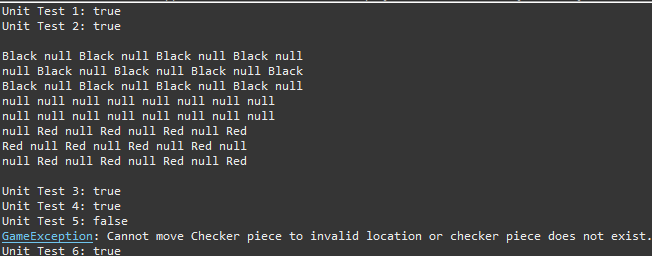 Unit Test 1: true
Unit Test 2: true
Black null Black null Black null Black null
null Black null Black null Black null Black
Black null Black null Black null Black null
null null null null null null null null
null null null null null null null null
null Red null Red null Red null Red
Red null Red null Red null Red null
null Red null Red null Red null Red
Unit Test 3: true
Unit Test 4: true
Unit Test 5: false
GameException: Cannot move Checker piece to invalid location or checker piece does not exist.
Unit Test 6: true